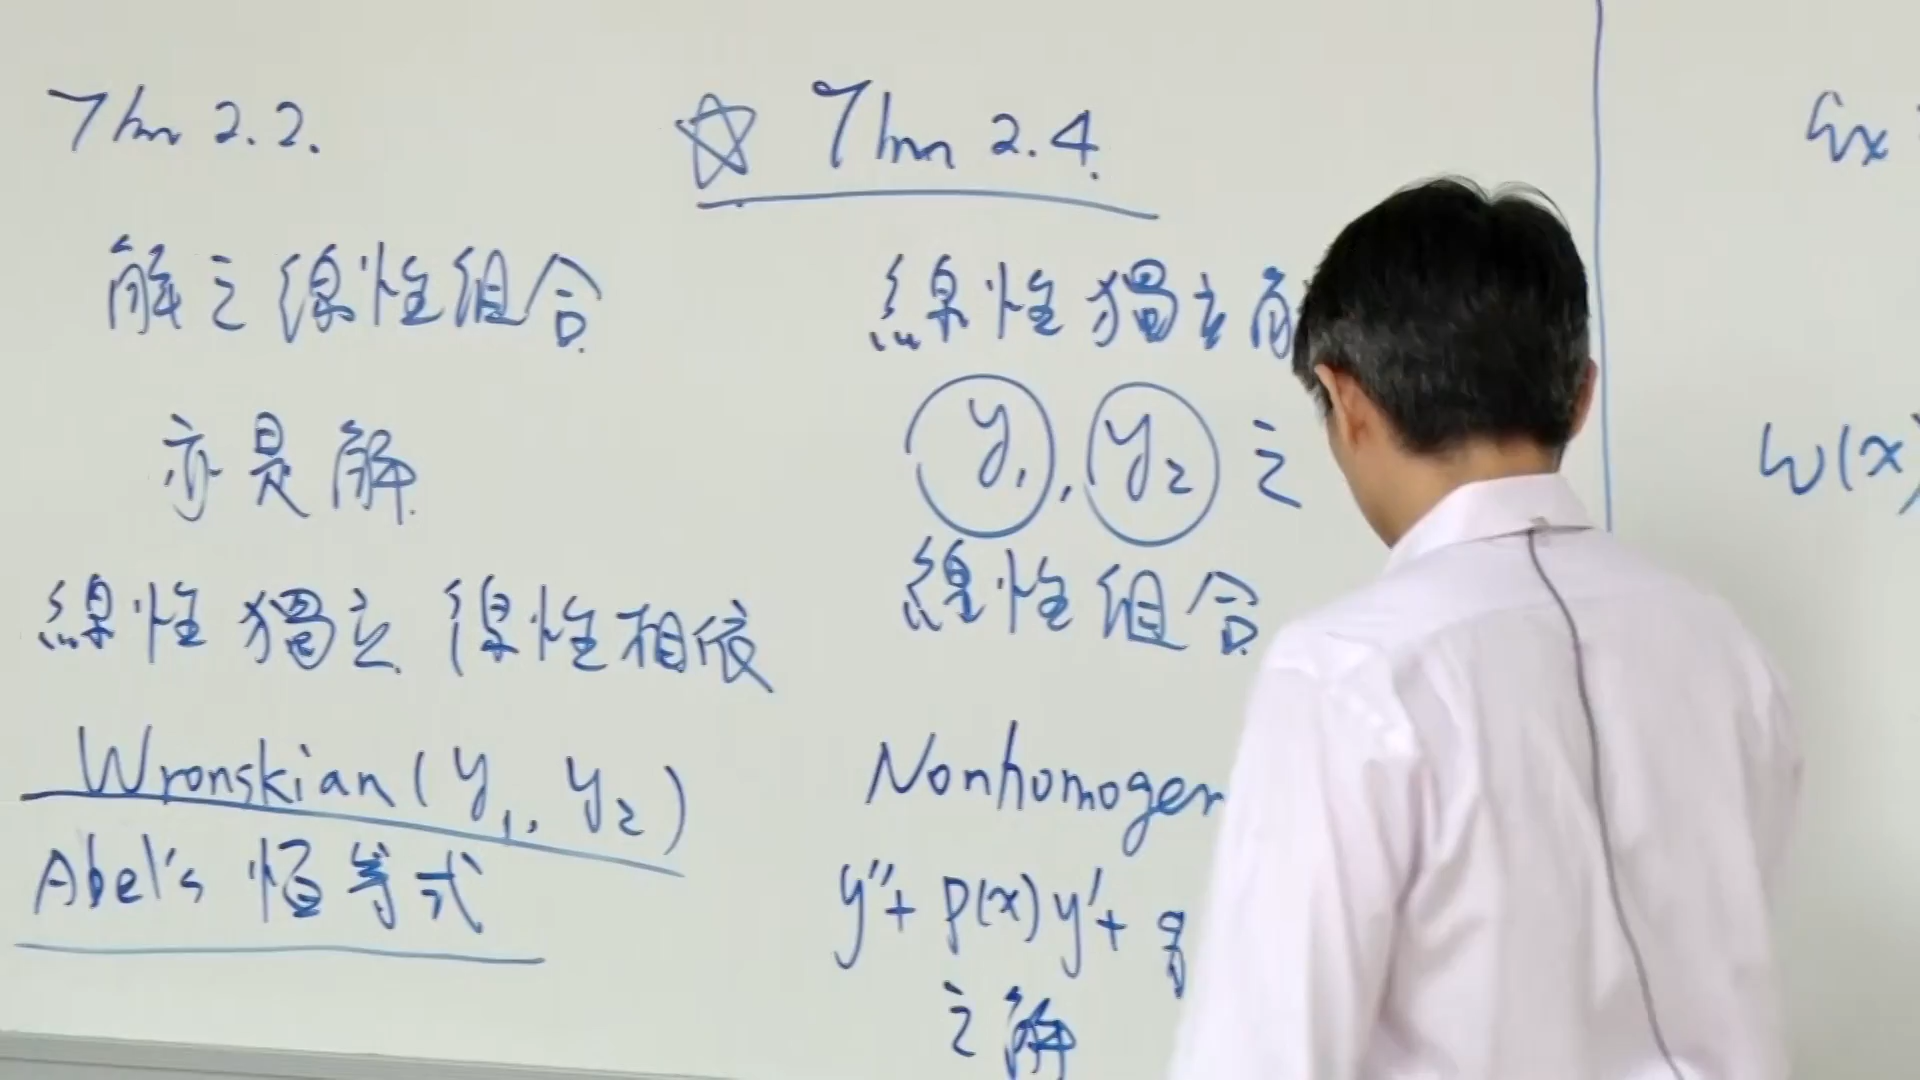 Thm 2.2.
解之線性組合
亦是解
線性獨立 線性相依
Wronskian(y₁, y₂)
Abel's 恒等式
☆ Thm 2.4.
線性獨立解
y₁, y₂ 之
線性組合
Nonhomogen
y''+ p(x)y'+ q
之解
Ex
W(x)